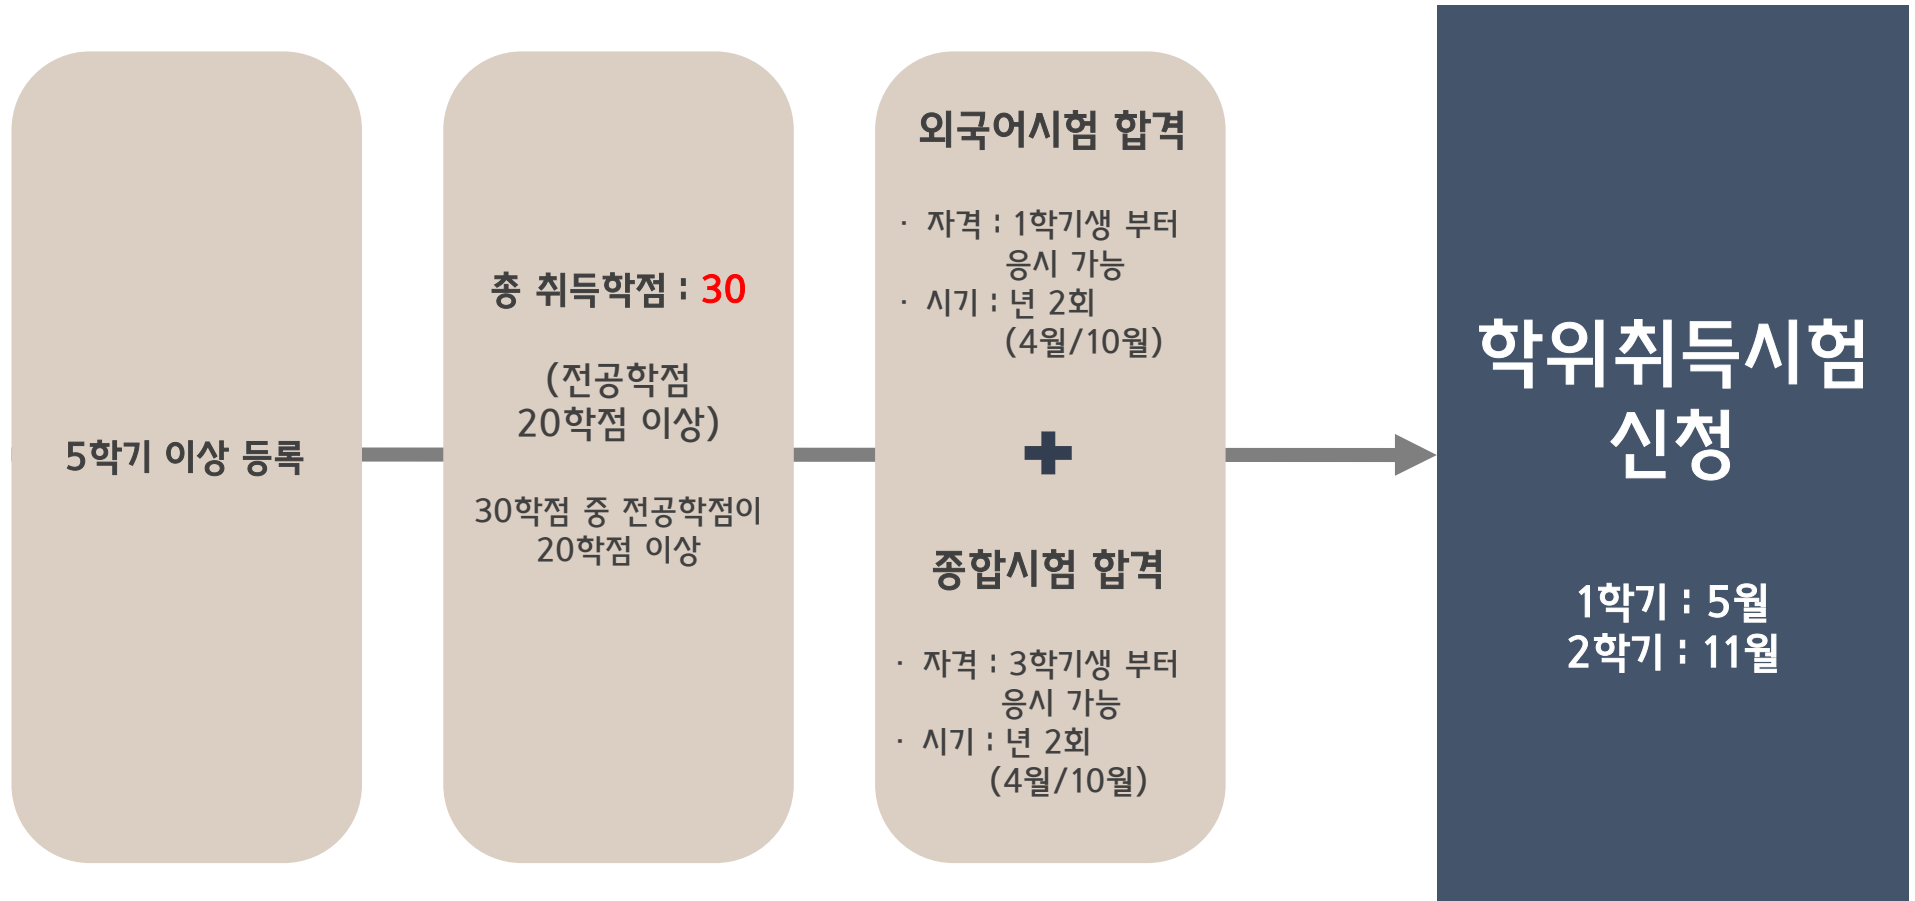 5학기 이상 등록
총 취득학점 : 30
(전공학점
20학점 이상)
30학점 중 전공학점이
20학점 이상
외국어시험 합격
· 자격 : 1학기생 부터
응시 가능
· 시기 : 년 2회
(4월/10월)
종합시험 합격
· 자격 : 3학기생 부터
응시 가능
· 시기 : 년 2회
(4월/10월)
학위취득시험
신청
1학기 : 5월
2학기 : 11월